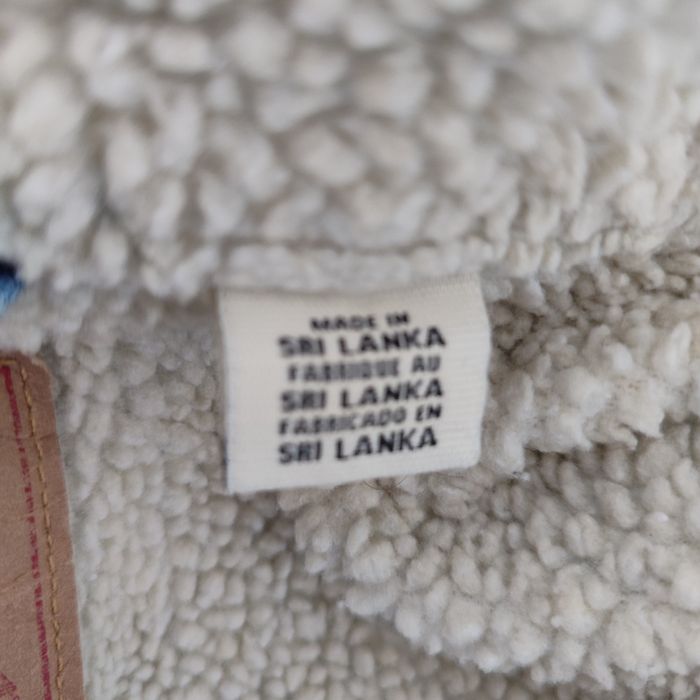 MADE IN
SRI LANKA
FABRIQUE AU
SRI LANKA
FABRICADO EN
SRI LANKA